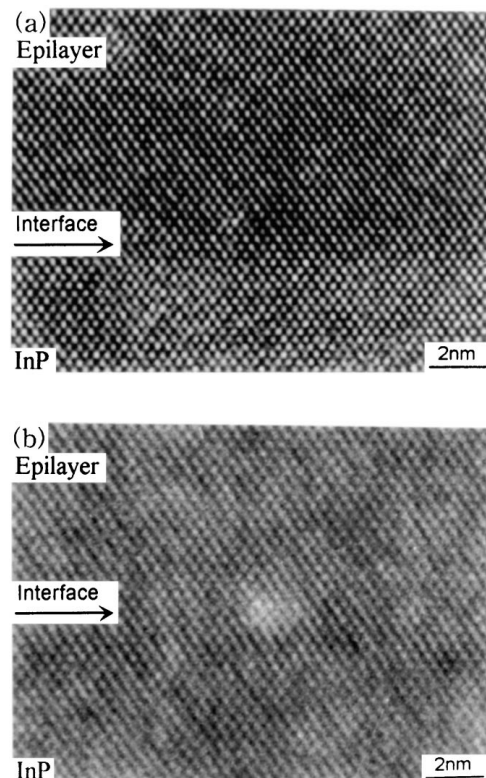 (a)
Epilayer
Interface
InP
2nm
(b)
Epilayer
Interface
InP
2nm